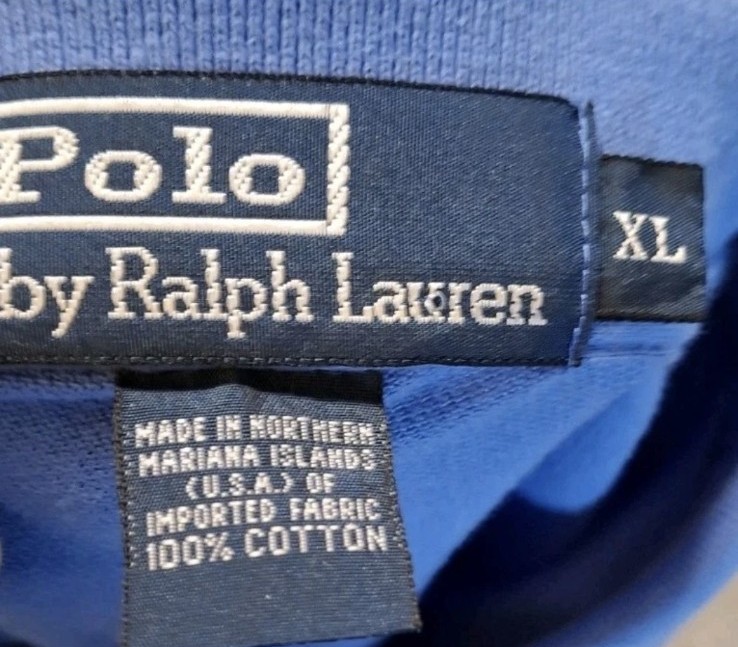 Polo
by Ralph Lauren
XL
MADE IN NORTHERN
MARIANA ISLANDS
(U.S.A.) OF
IMPORTED FABRIC
100% COTTON